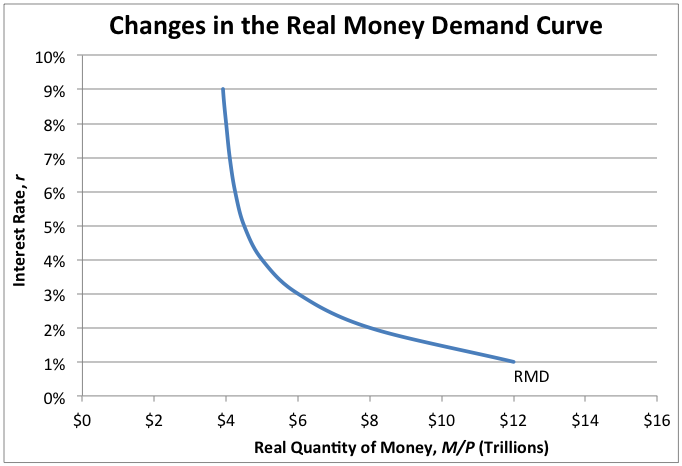 Changes in the Real Money Demand Curve
10%
9%
8%
7%
6%
5%
4%
3%
2%
1%
0%
Interest Rate, r
RMD
$0 $2 $4 $6 $8 $10 $12 $14 $16
Real Quantity of Money, M/P (Trillions)